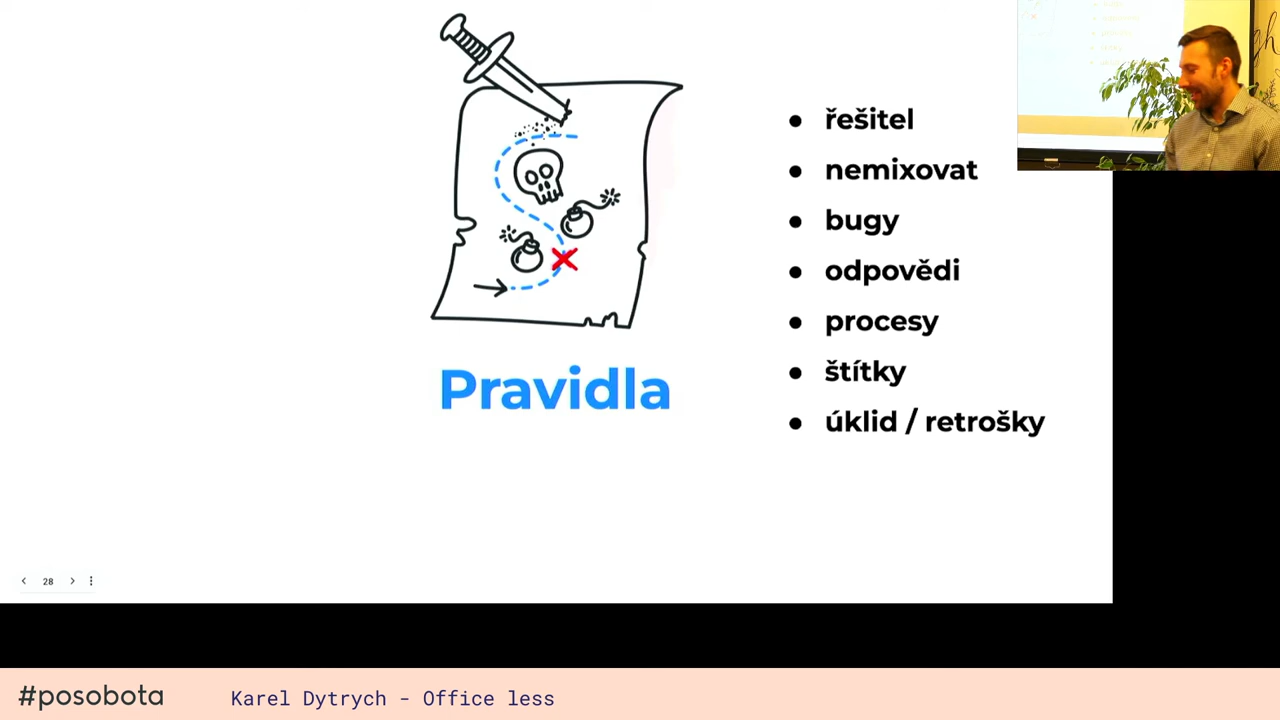 řešitel
nemixovat
bugy
odpovědi
procesy
štítky
úklid / retrošky
Pravidla
28
#posobota
Karel Dytrych - Office less